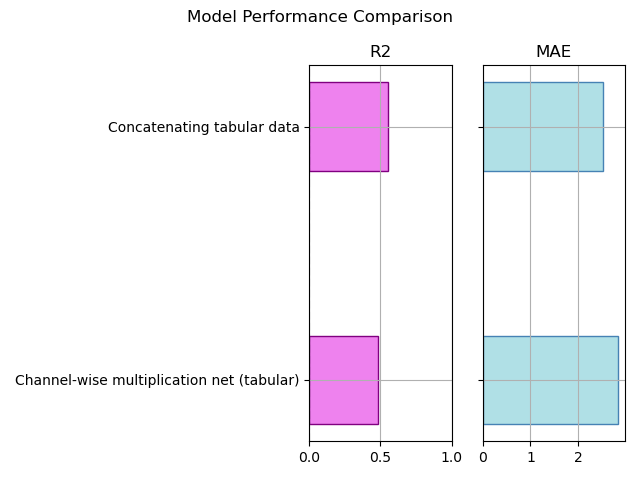 Model Performance Comparison
R2
MAE
Concatenating tabular data
Channel-wise multiplication net (tabular)
0.0 0.5 1.0
0 1 2